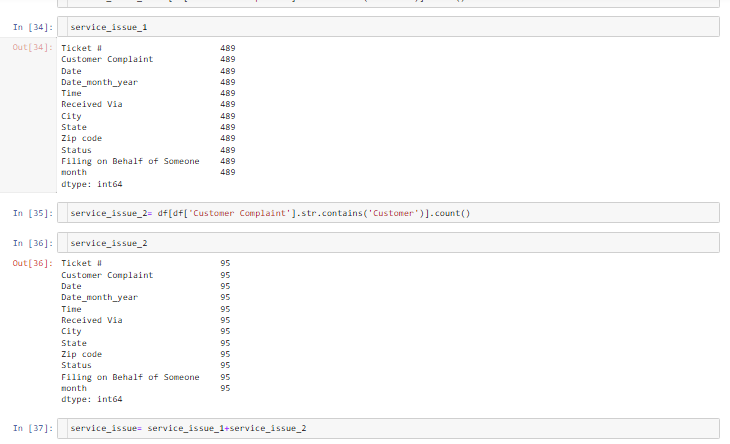 In [34]: service_issue_1
Out[34]: Ticket # 489
Customer Complaint 489
Date 489
Date_month_year 489
Time 489
Received Via 489
City 489
State 489
Zip code 489
Status 489
Filing on Behalf of Someone 489
month 489
dtype: int64
In [35]: service_issue_2= df[df['Customer Complaint'].str.contains('Customer')].count()
In [36]: service_issue_2
Out[36]: Ticket # 95
Customer Complaint 95
Date 95
Date_month_year 95
Time 95
Received Via 95
City 95
State 95
Zip code 95
Status 95
Filing on Behalf of Someone 95
month 95
dtype: int64
In [37]: service_issue= service_issue_1+service_issue_2